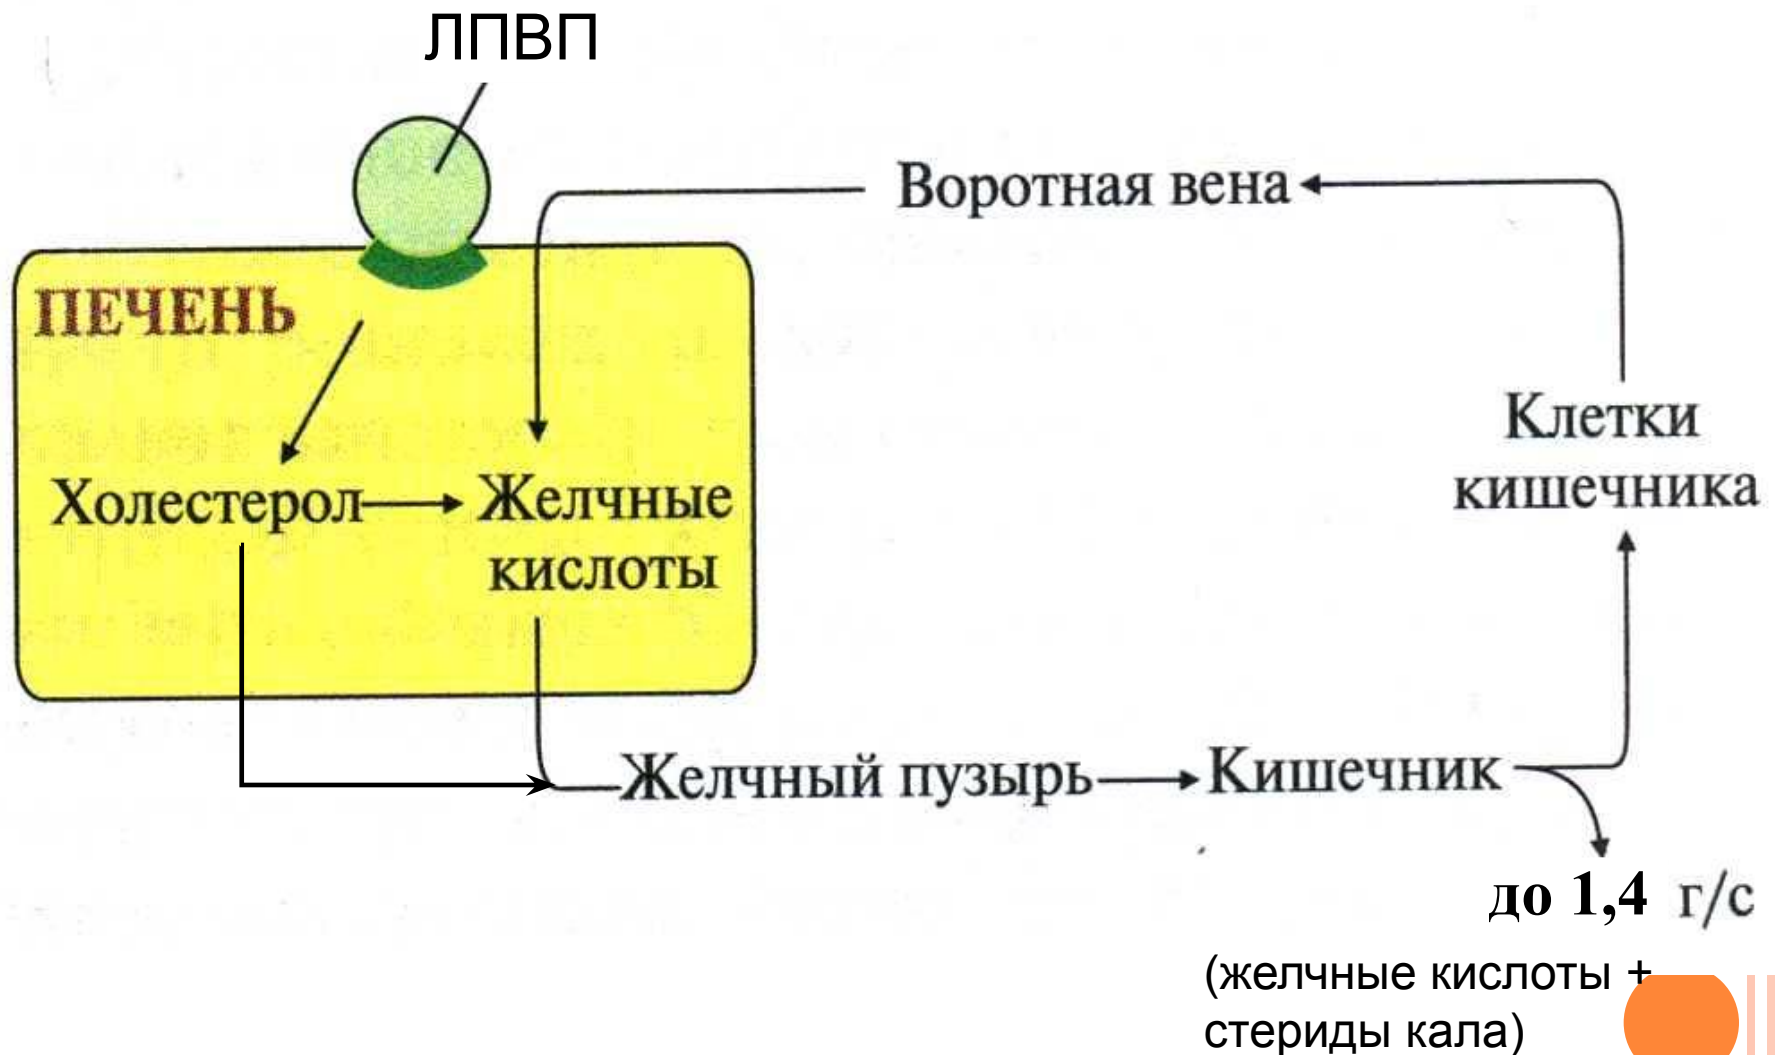 ЛПВП
Воротная вена
ПЕЧЕНЬ
Клетки
кишечника
Холестерол
Желчные
кислоты
Желчный пузырь
Кишечник
до 1,4 г/с
(желчные кислоты +
стериды кала)